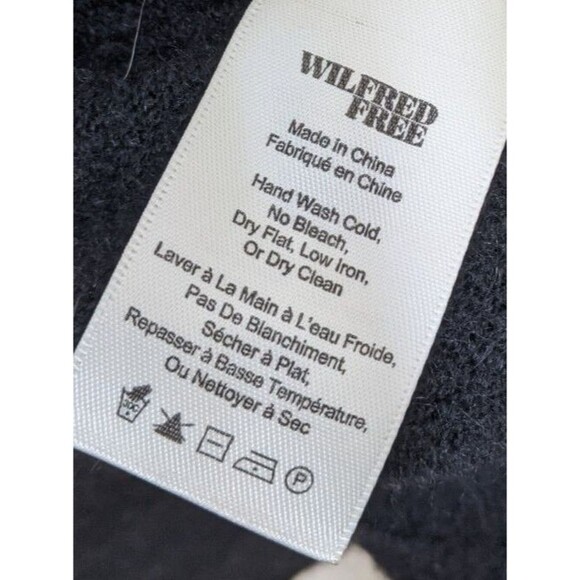 WILFRED
FREE
Made in China
Fabriqué en Chine
Hand Wash Cold,
No Bleach,
Dry Flat, Low iron,
Or Dry Clean
Laver à La Main à L'eau Froide,
Pas De Blanchiment,
Sécher à Plat,
Repasser à Basse Température,
Ou Nettoyer à Sec
30C P